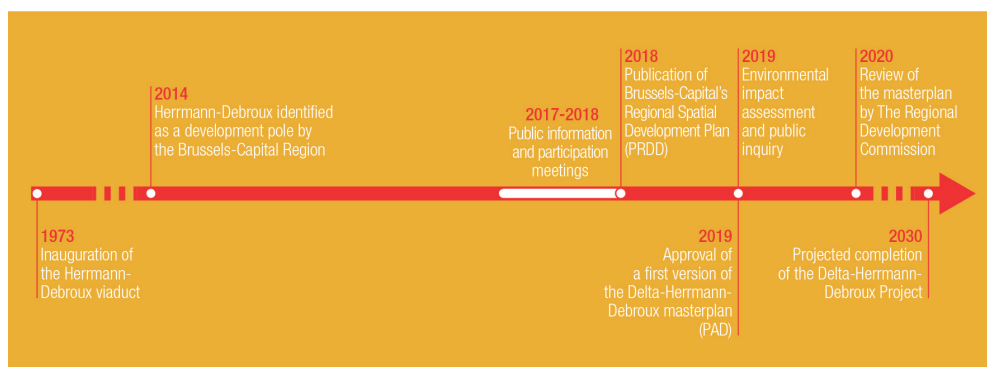 2014
Herrmann-Debroux identified
as a development pole by
the Brussels-Capital Region
2017-2018
Public information
and participation
meetings
2018
Publication of
Brussels-Capital's
Regional Spatial
Development Plan
(PRDD)
2019
Environmental
impact
assessment
and public
inquiry
2020
Review of
the masterplan
by The Regional
Development
Commission
1973
Inauguration of
the Herrmann-
Debroux viaduct
2019
Approval of
a first version of
the Delta-Herrmann-
Debroux masterplan
(PAD)
2030
Projected completion
of the Delta-Herrmann-
Debroux Project